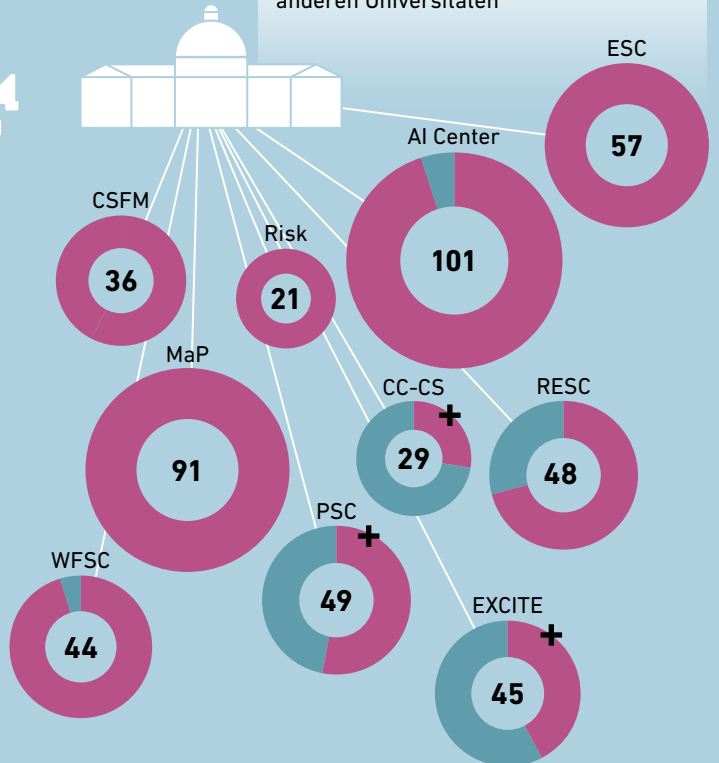 anderen Universitäten
4
ESC
57
AI Center
101
CSFM
36
Risk
21
MaP
91
CC-CS
+
29
RESC
48
PSC
+
49
WFSC
44
EXCITE
+
45